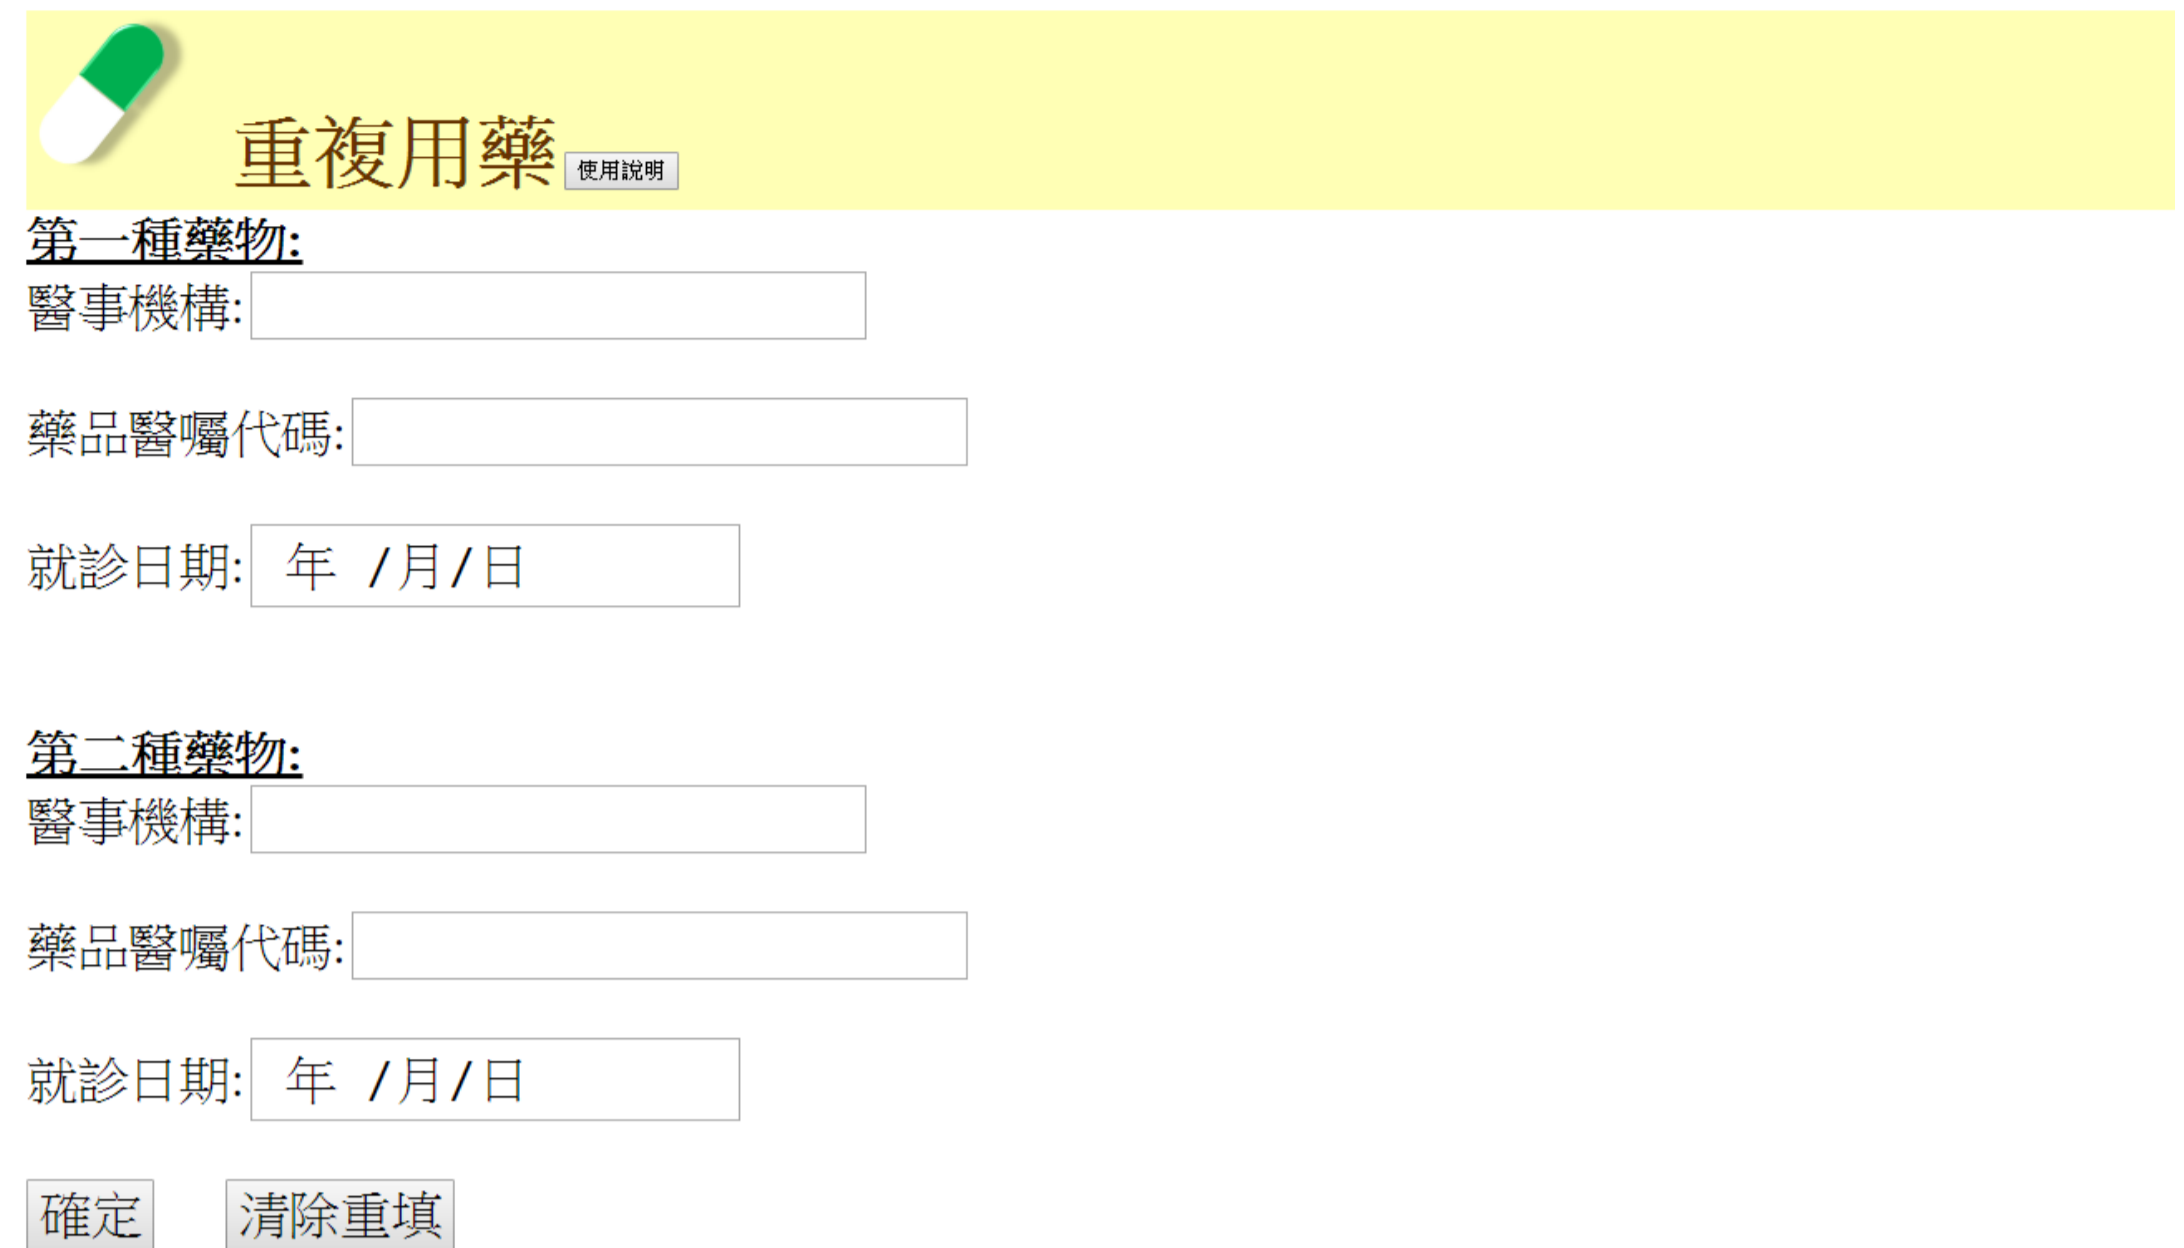 重複用藥 使用說明
第一種藥物:
醫事機構:
藥品醫囑代碼:
就診日期: 年 /月/日
第二種藥物:
醫事機構:
藥品醫囑代碼:
就診日期: 年 /月/日
確定 清除重填